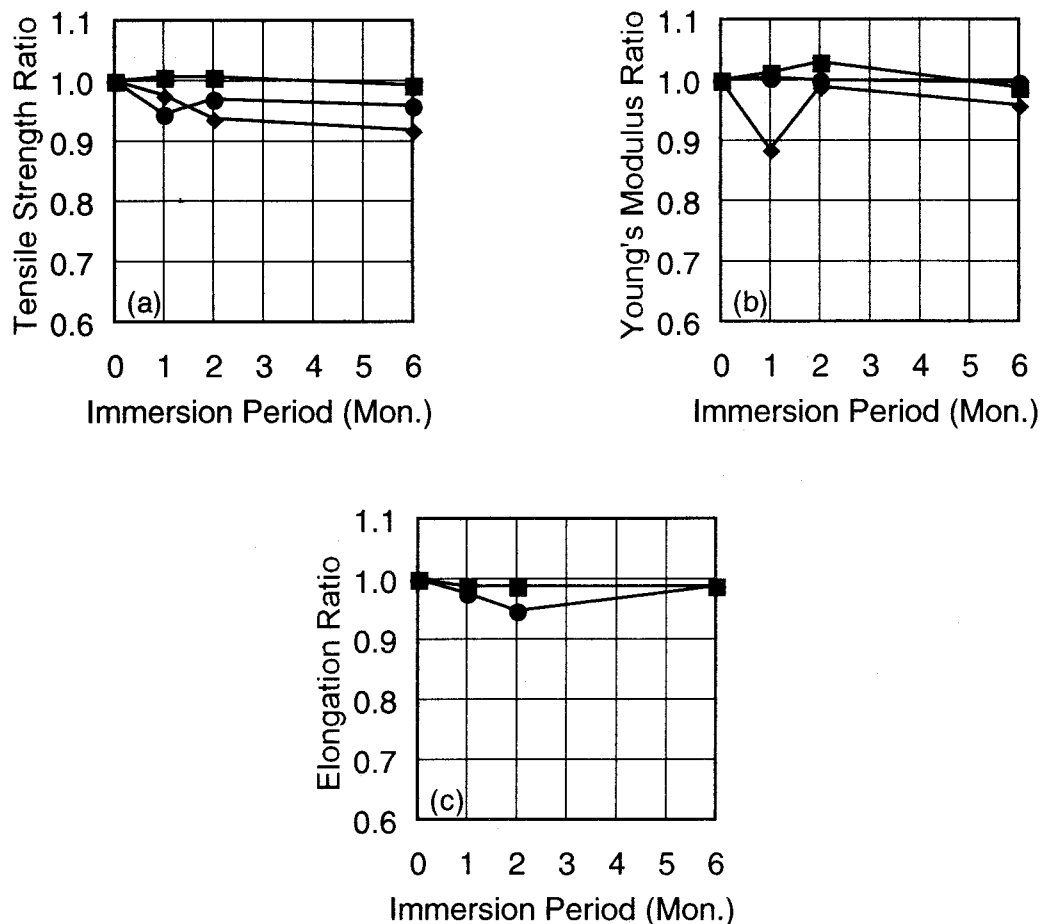 Tensile Strength Ratio
1.1
1.0
0.9
0.8
0.7
0.6
(a)
0 1 2 3 4 5 6
Immersion Period (Mon.)
Young's Modulus Ratio
1.1
1.0
0.9
0.8
0.7
0.6
(b)
0 1 2 3 4 5 6
Immersion Period (Mon.)
Elongation Ratio
1.1
1.0
0.9
0.8
0.7
0.6
(c)
0 1 2 3 4 5 6
Immersion Period (Mon.)